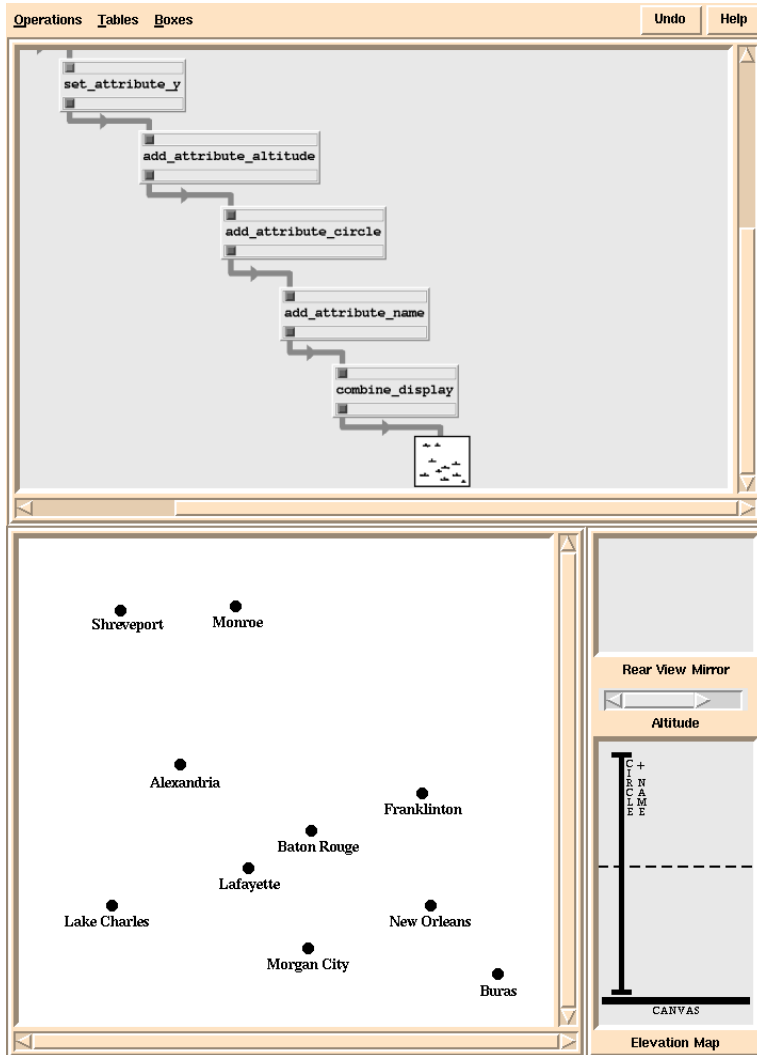 Operations Tables Boxes Undo Help
set_attribute_y
add_attribute_altitude
add_attribute_circle
add_attribute_name
combine_display
Shreveport
Monroe
Alexandria
Franklinton
Baton Rouge
Lafayette
Lake Charles
New Orleans
Morgan City
Buras
Rear View Mirror
Altitude
CIRCLE
+ NAME
CANVAS
Elevation Map